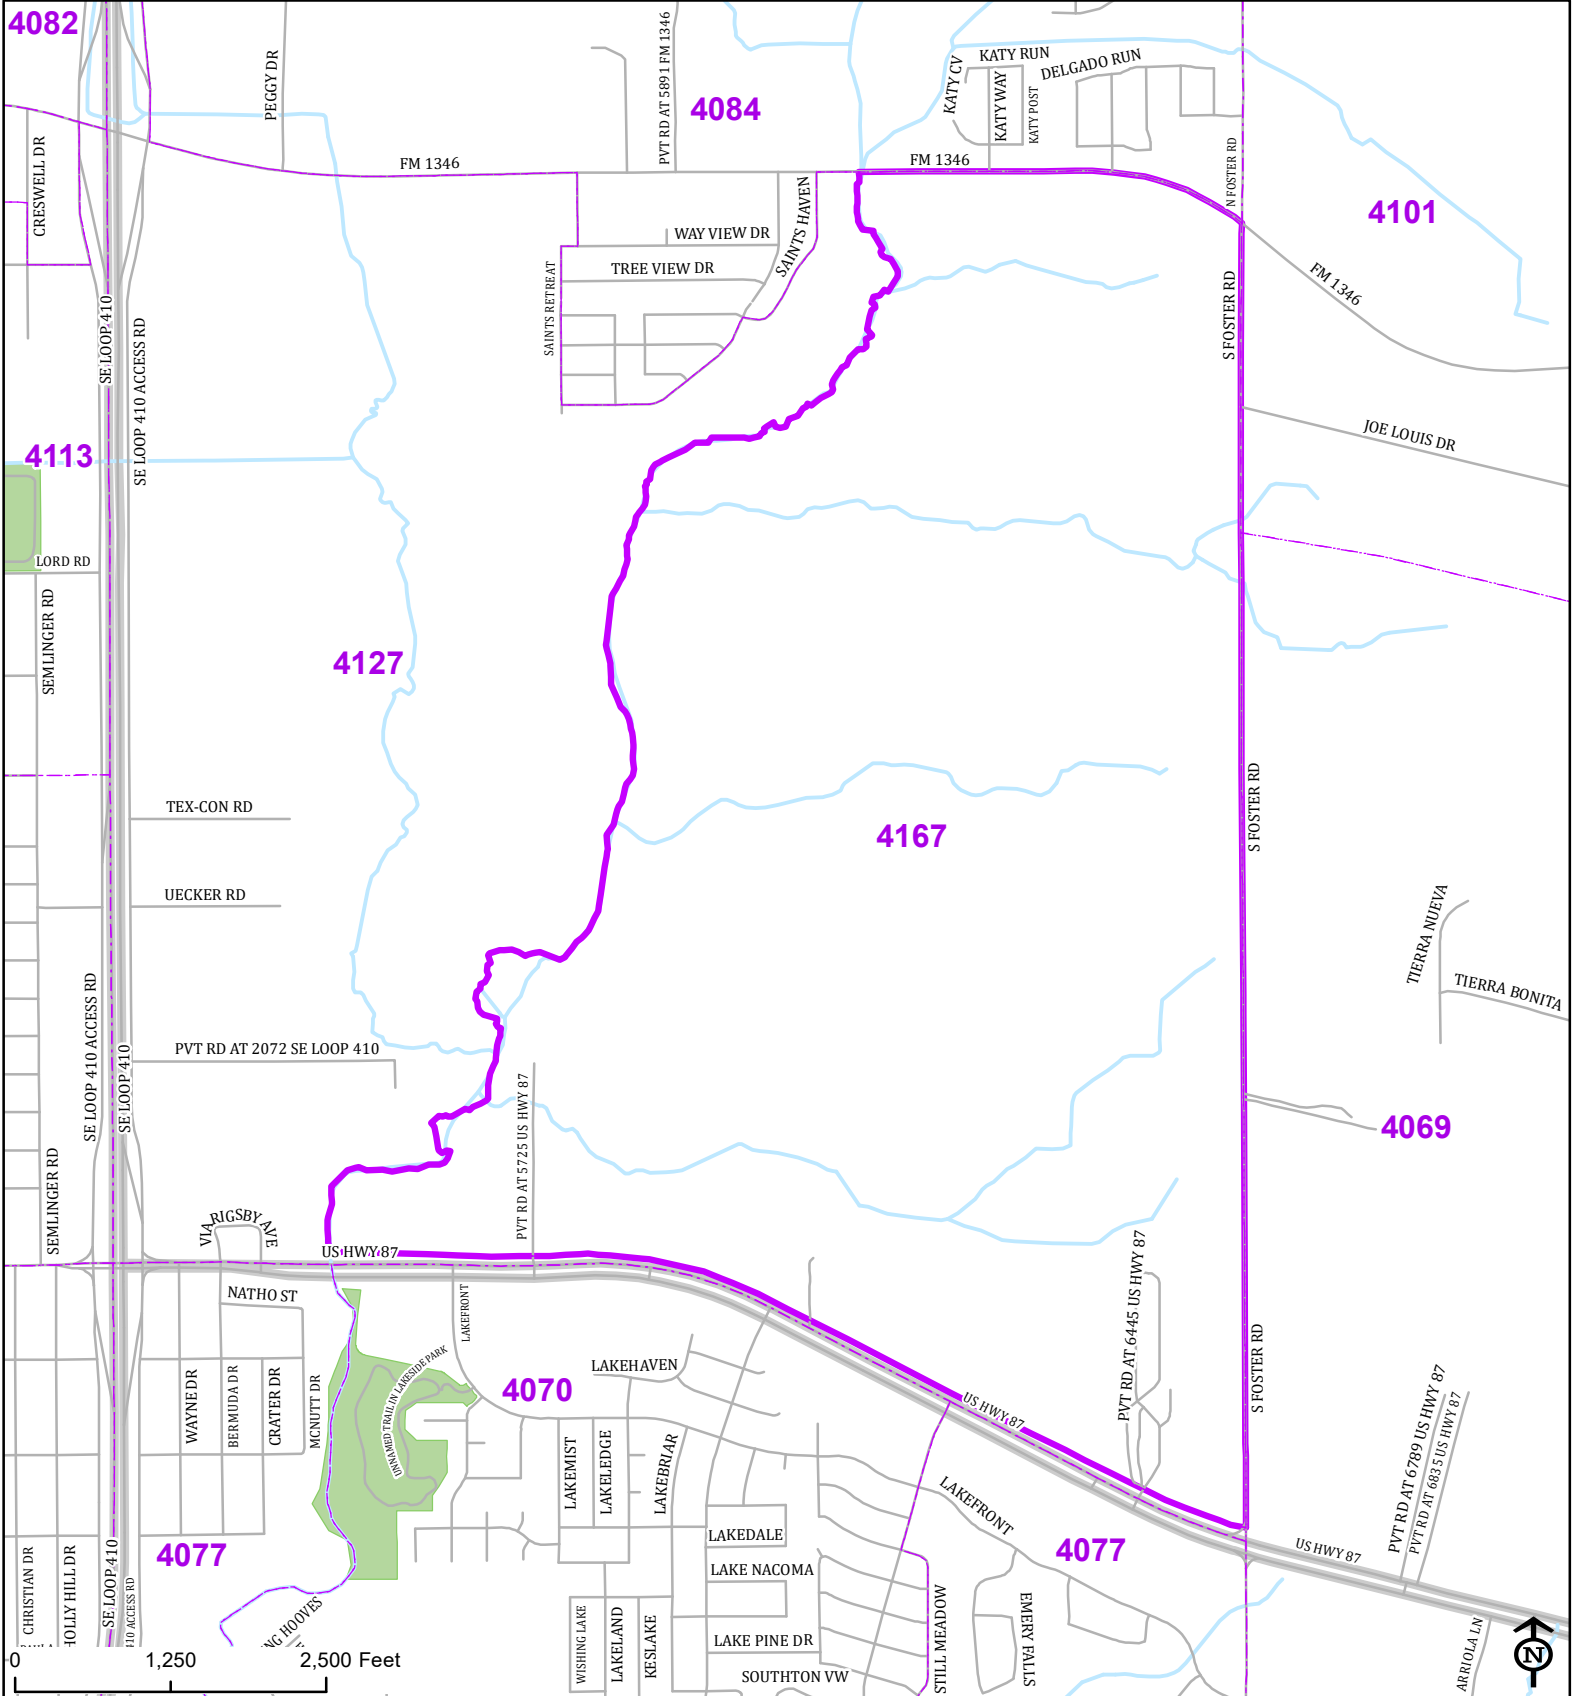 4082
PEGGY DR
PVT RD AT 5891 FM 1346
4084
KATY CV
KATY RUN
KATY WAY
KATY POST
DELGADO RUN
CRESWELL DR
FM 1346
FM 1346
N FOSTER RD
4101
WAY VIEW DR
SAINTS HAVEN
TREE VIEW DR
SAINTS RETREAT
FM 1346
S FOSTER RD
SE LOOP 410
SE LOOP 410 ACCESS RD
JOE LOUIS DR
4113
LORD RD
SEMLINGER RD
4127
TEX-CON RD
4167
S FOSTER RD
UECKER RD
TIERRA NUEVA
TIERRA BONITA
SE LOOP 410 ACCESS RD
SE LOOP 410
PVT RD AT 2072 SE LOOP 410
PVT RD AT 5725 US HWY 87
4069
SEMLINGER RD
VIA RIGSBY AVE
US HWY 87
PVT RD AT 6445 US HWY 87
NATHO ST
LAKEFRONT
S FOSTER RD
UNNAMED TRAIL IN LAKESIDE PARK
LAKEHAVEN
4070
WAYNE DR
BERMUDA DR
CRATER DR
MCNUTT DR
US HWY 87
PVT RD AT 6789 US HWY 87
PVT RD AT 6835 US HWY 87
LAKEMIST
LAKELEDGE
LAKEBRIAR
LAKEFRONT
LAKEDALE
4077
4077
US HWY 87
CHRISTIAN DR
HOLLY HILL DR
SE LOOP 410
410 ACCESS RD
LAKE NACOMA
NG HOOVES
WISHING LAKE
LAKELAND
KESLAKE
LAKE PINE DR
SOUTHTON VW
STILL MEADOW
EMERY FALLS
ARRIOLA LN
N
0 1,250 2,500 Feet